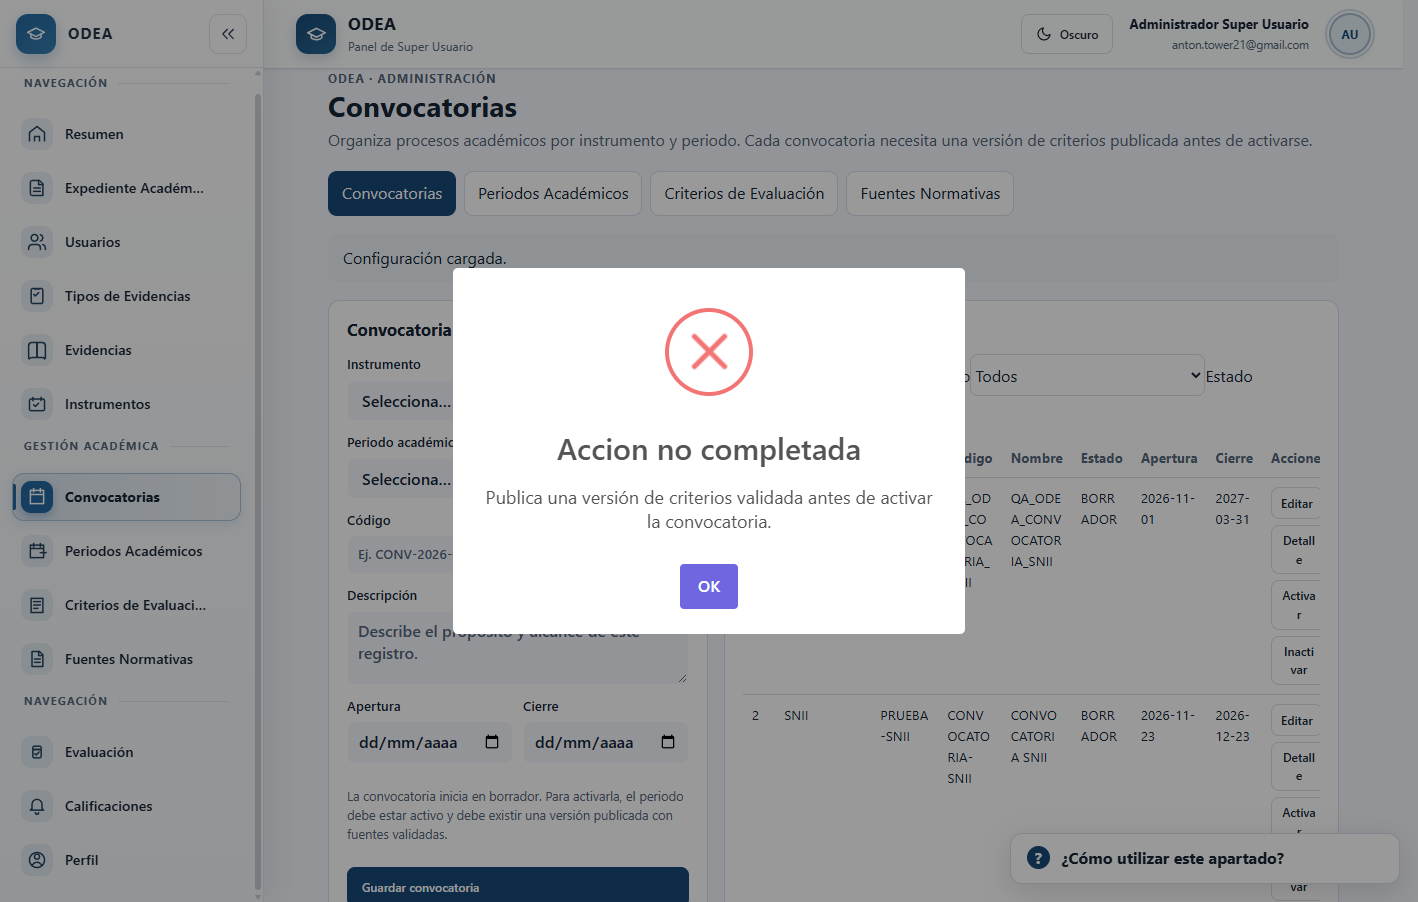 ODEA
NAVEGACIÓN
Resumen
Expediente Académ...
Usuarios
Tipos de Evidencias
Evidencias
Instrumentos
GESTIÓN ACADÉMICA
Convocatorias
Periodos Académicos
Criterios de Evaluaci...
Fuentes Normativas
NAVEGACIÓN
Evaluación
Calificaciones
Perfil
ODEA
Panel de Super Usuario
Oscuro
Administrador Super Usuario
anton.tower21@gmail.com
AU
ODEA · ADMINISTRACIÓN
Convocatorias
Organiza procesos académicos por instrumento y periodo. Cada convocatoria necesita una versión de criterios publicada antes de activarse.
Convocatorias
Periodos Académicos
Criterios de Evaluación
Fuentes Normativas
Configuración cargada.
Convocatoria
Instrumento
Selecciona...
Periodo académic
Selecciona...
Código
Ej. CONV-2026-
Descripción
Describe el propósito y alcance de este
registro.
Apertura
Cierre
dd/mm/aaaa
dd/mm/aaaa
La convocatoria inicia en borrador. Para activarla, el periodo
debe estar activo y debe existir una versión publicada con
fuentes validadas.
Guardar convocatoria
Accion no completada
Publica una versión de criterios validada antes de activar
la convocatoria.
OK
o Todos
Estado
digo Nombre Estado Apertura Cierre Accione
_OD QA_ODE BORR 2026-11- 2027-
_CO A_CONV ADOR 01 03-31
OCA OCATOR
RIA_ IA_SNII
II
Editar
Detall
e
Activa
r
Inacti
var
2 SNII PRUEBA CONV CONVO BORR 2026-11- 2026-
-SNII OCATO CATORI ADOR 23 12-23
RIA- A SNII
SNII
Editar
Detall
e
Activa
r
var
? ¿Cómo utilizar este apartado?